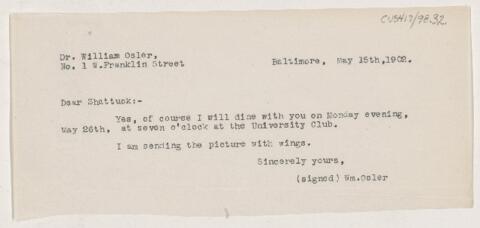 CUSH17/98.32
Dr. William Osler,
No. 1 W.Franklin Street
Baltimore, May 15th,1902.
Dear Shattuck:-
Yes, of course I will dine with you on Monday evening,
May 26th, at seven o'clock at the University Club.
I am sending the picture with wings.
Sincerely yours,
(signed) Wm.Osler